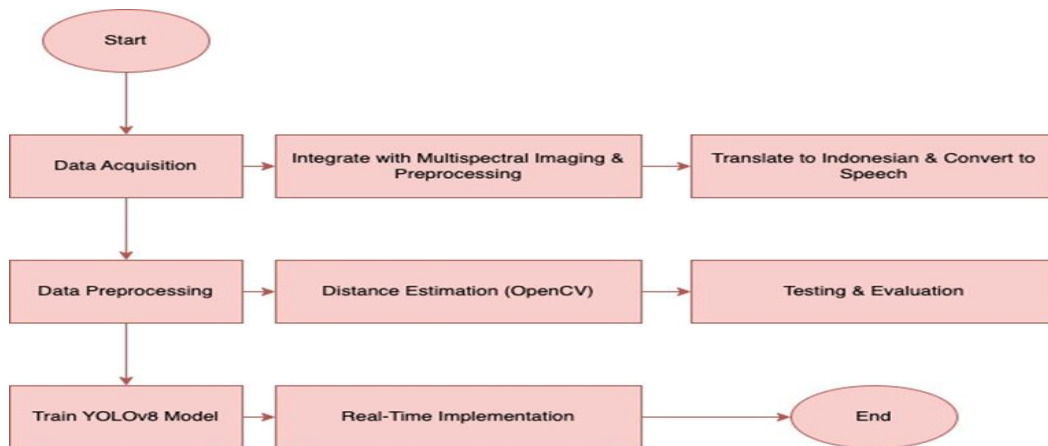 Start
Data Acquisition
Integrate with Multispectral Imaging &
Preprocessing
Translate to Indonesian & Convert to
Speech
Data Preprocessing
Distance Estimation (OpenCV)
Testing & Evaluation
Train YOLOv8 Model
Real-Time Implementation
End